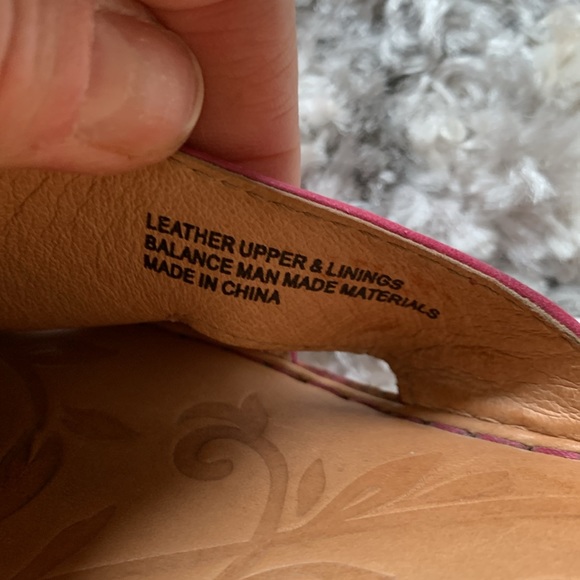 LEATHER UPPER & LININGS
BALANCE MAN MADE MATERIALS
MADE IN CHINA